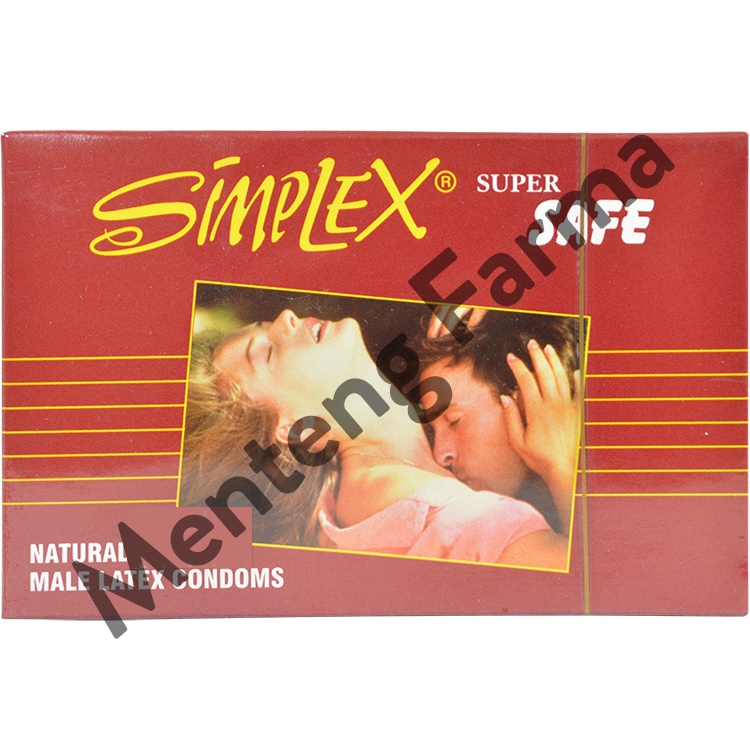 SIMPLEX® SUPER
SAFE
Menteng Farma
NATURAL
MALE LATEX CONDOMS